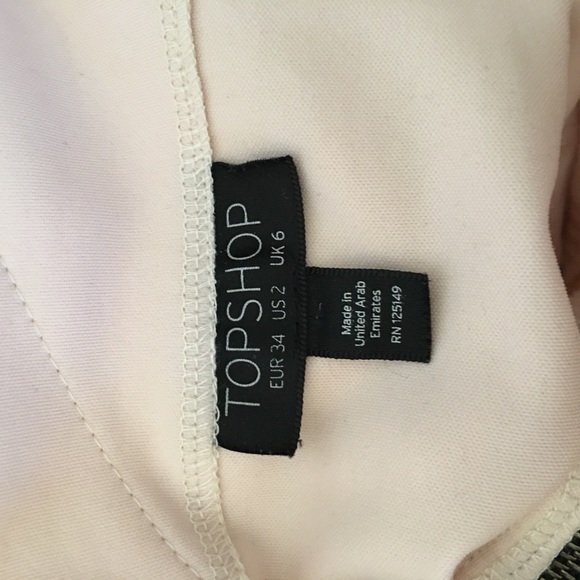 TOPSHOP
EUR 34 US 2 UK 6
Made in
United Arab
Emirates
RN 125149